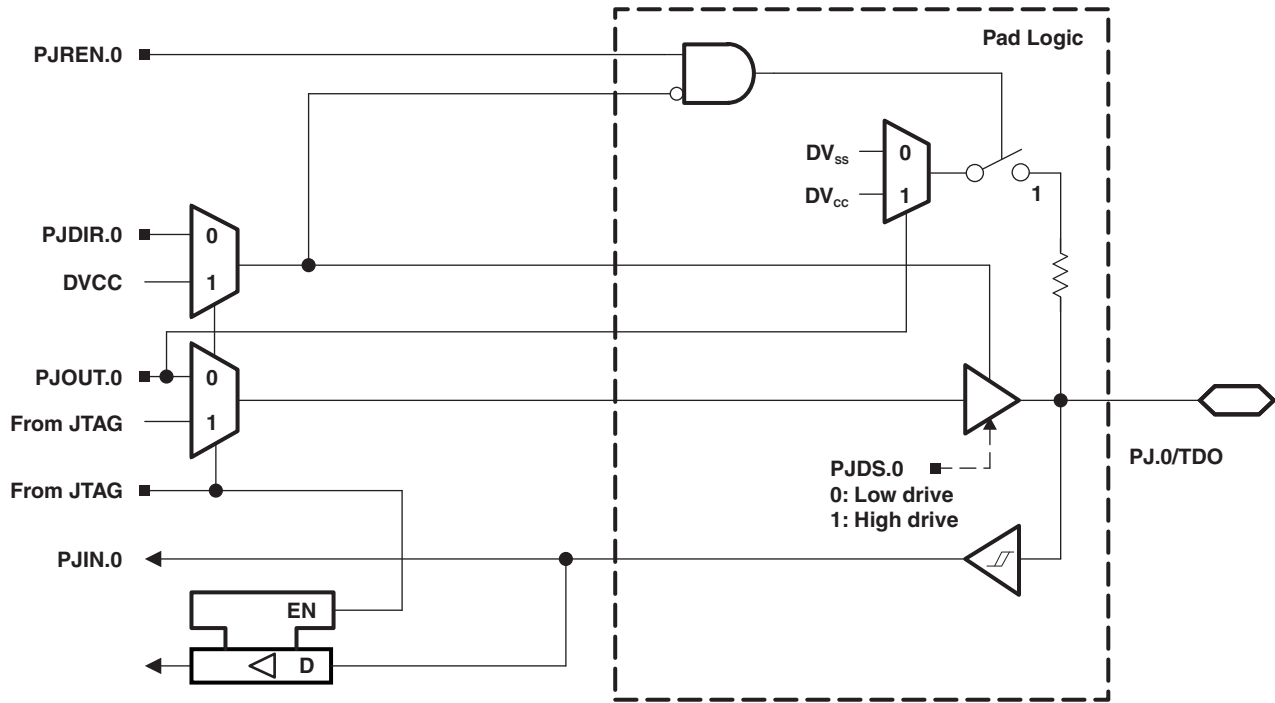 Pad Logic
PJREN.0
DVss
0
DVcc
1
1
PJDIR.0
0
DVCC
1
PJOUT.0
0
From JTAG
1
PJ.0/TDO
PJDS.0
0: Low drive
1: High drive
From JTAG
PJIN.0
EN
D